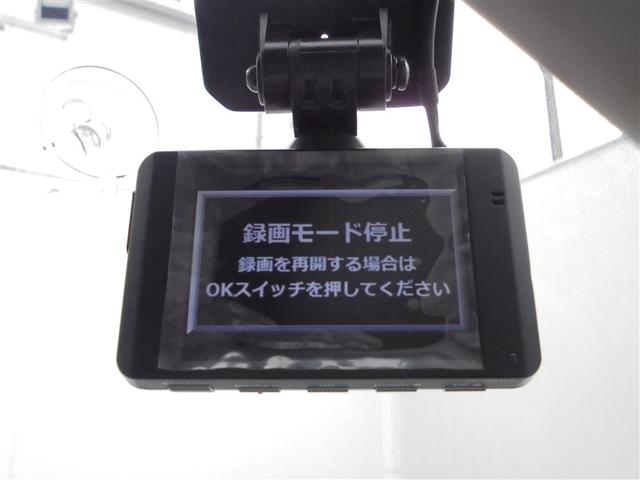 録画モード停止
録画を再開する場合は
OKスイッチを押してください